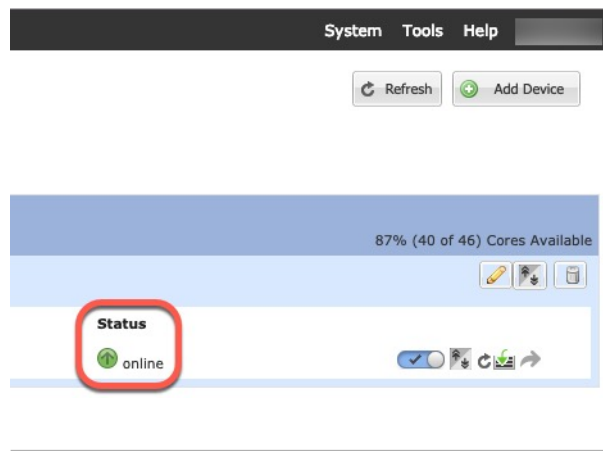 System Tools Help
Refresh Add Device
87% (40 of 46) Cores Available
Status
online